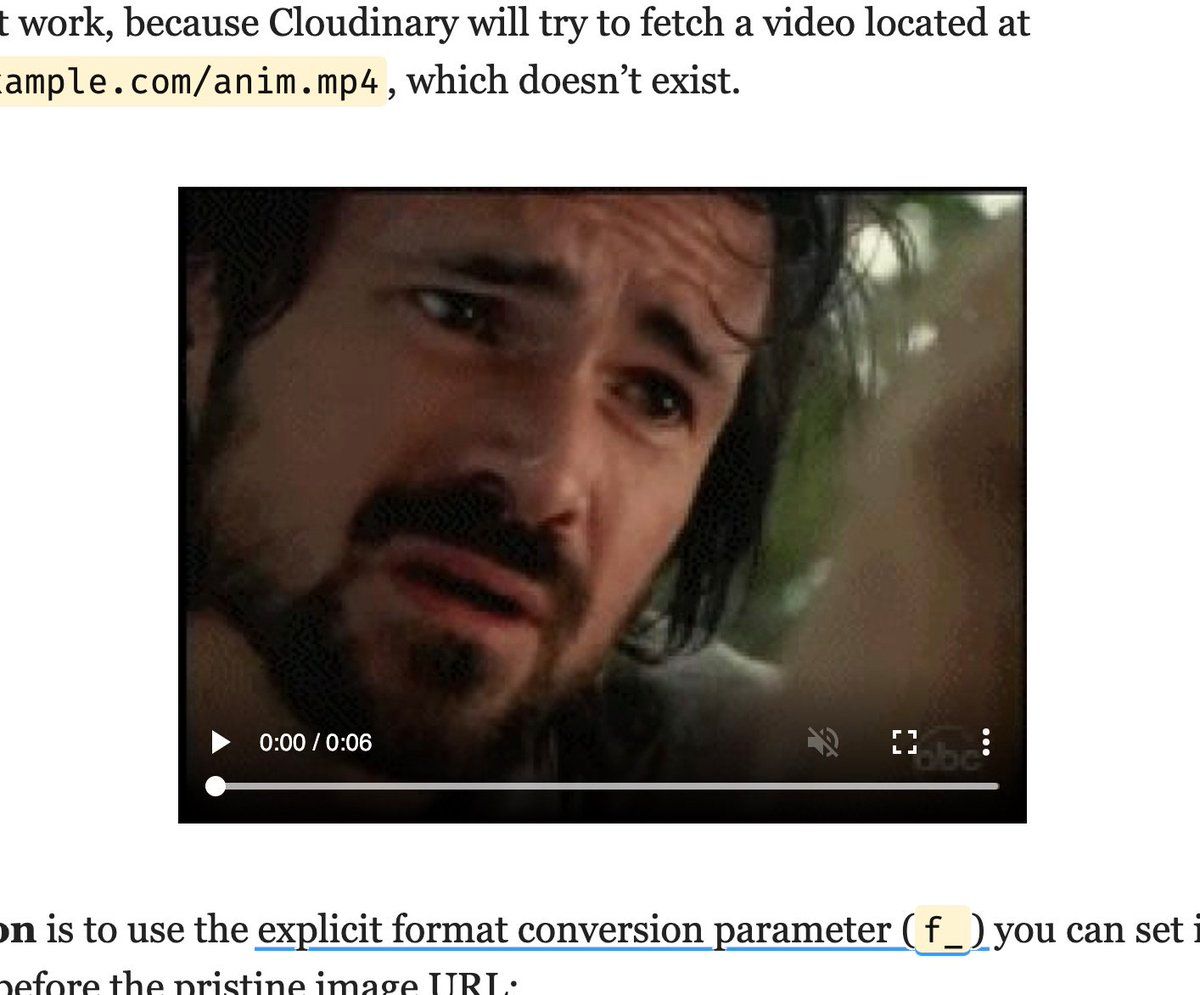 t work, because Cloudinary will try to fetch a video located at
ample.com/anim.mp4, which doesn’t exist.
0:00 / 0:06
abc
on is to use the explicit format conversion parameter (f_) you can set i
before the pristine image URL: